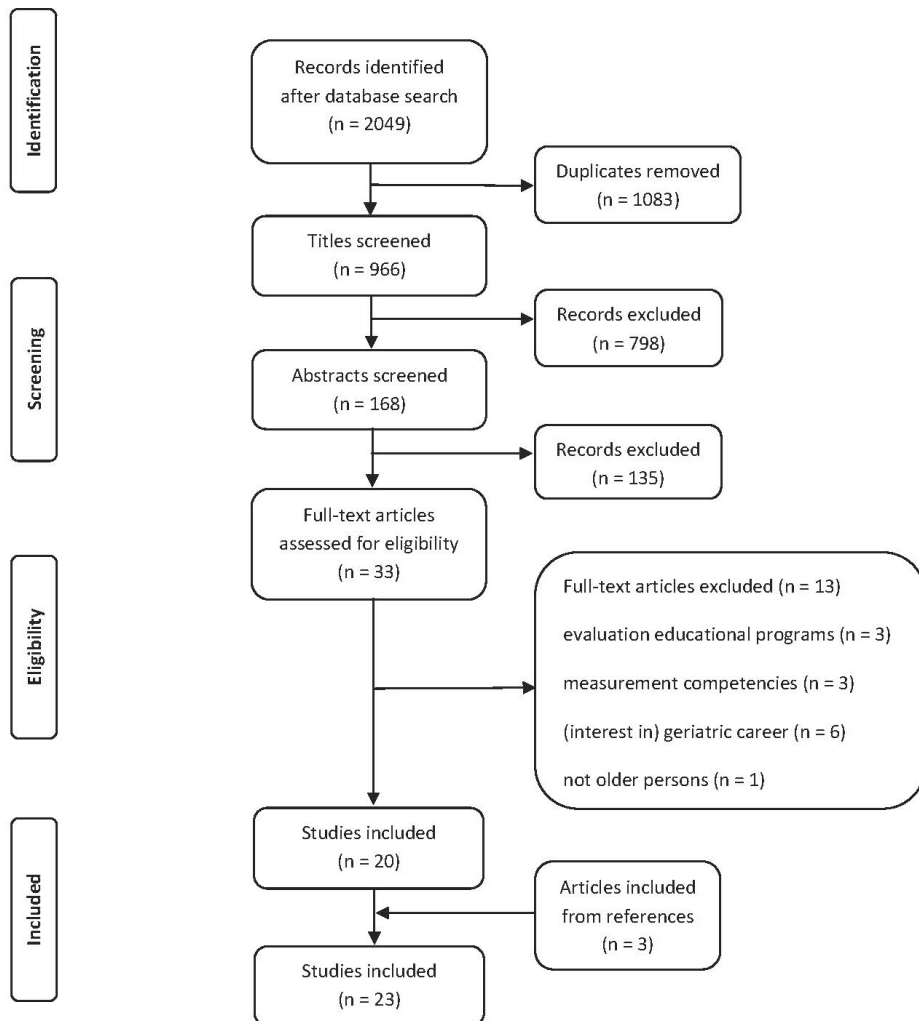 Identification
Records identified
after database search
(n = 2049)
Duplicates removed
(n = 1083)
Titles screened
(n = 966)
Screening
Records excluded
(n = 798)
Abstracts screened
(n = 168)
Records excluded
(n = 135)
Full-text articles
assessed for eligibility
(n = 33)
Eligibility
Full-text articles excluded (n = 13)
evaluation educational programs (n = 3)
measurement competencies (n = 3)
(interest in) geriatric career (n = 6)
not older persons (n = 1)
Included
Studies included
(n = 20)
Articles included
from references
(n = 3)
Studies included
(n = 23)